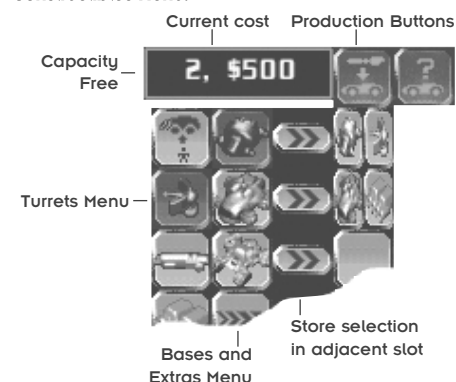 Current cost
Production Buttons
Capacity
Free
2, $500
?
Turrets Menu
Store selection
in adjacent slot
Bases and
Extras Menu